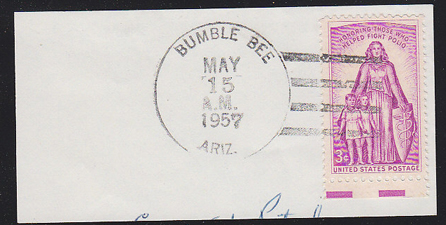 BUMBLE BEE
MAY
15
A.M.
1957
ARIZ.
HONORING THOSE WHO
HELPED FIGHT POLIO
3¢
UNITED STATES POSTAGE